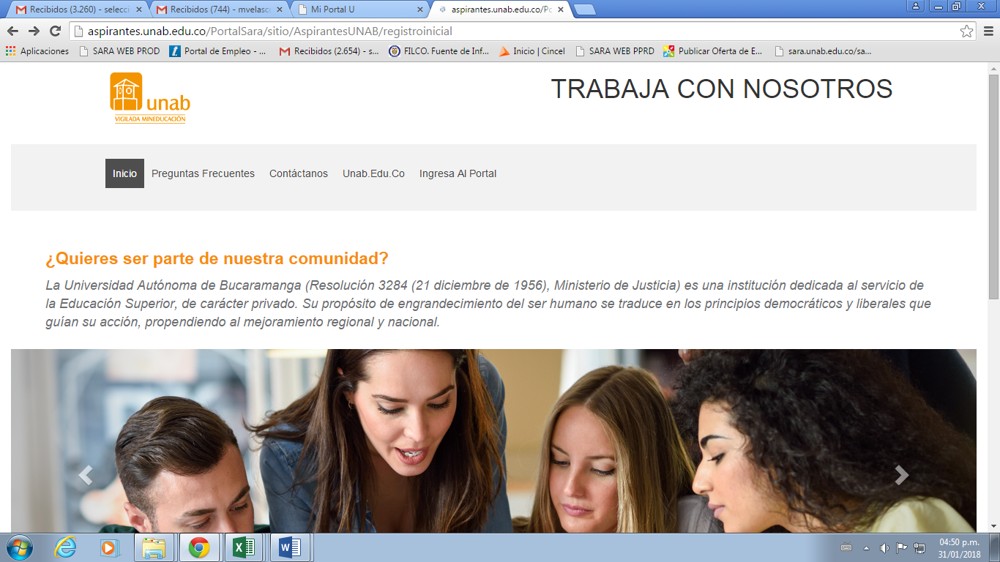 Recibidos (3.260) - selecci
Recibidos (744) - mvelasc
Mi Portal U
aspirantes.unab.edu.co/Po
aspirantes.unab.edu.co/PortalSara/sitio/AspirantesUNAB/registroinicial
Aplicaciones
SARA WEB PROD
Portal de Empleo - ...
Recibidos (2.654) - s...
FILCO. Fuente de Inf...
Inicio | Cincel
SARA WEB PPRD
Publicar Oferta de E...
sara.unab.edu.co/sa...
unab
VIGILADA MINEDUCACIÓN
TRABAJA CON NOSOTROS
Inicio
Preguntas Frecuentes
Contáctanos
Unab.Edu.Co
Ingresa Al Portal
¿Quieres ser parte de nuestra comunidad?
La Universidad Autónoma de Bucaramanga (Resolución 3284 (21 diciembre de 1956), Ministerio de Justicia) es una institución dedicada al servicio de
la Educación Superior, de carácter privado. Su propósito de engrandecimiento del ser humano se traduce en los principios democráticos y liberales que
guían su acción, propendiendo al mejoramiento regional y nacional.
04:50 p.m.
31/01/2018